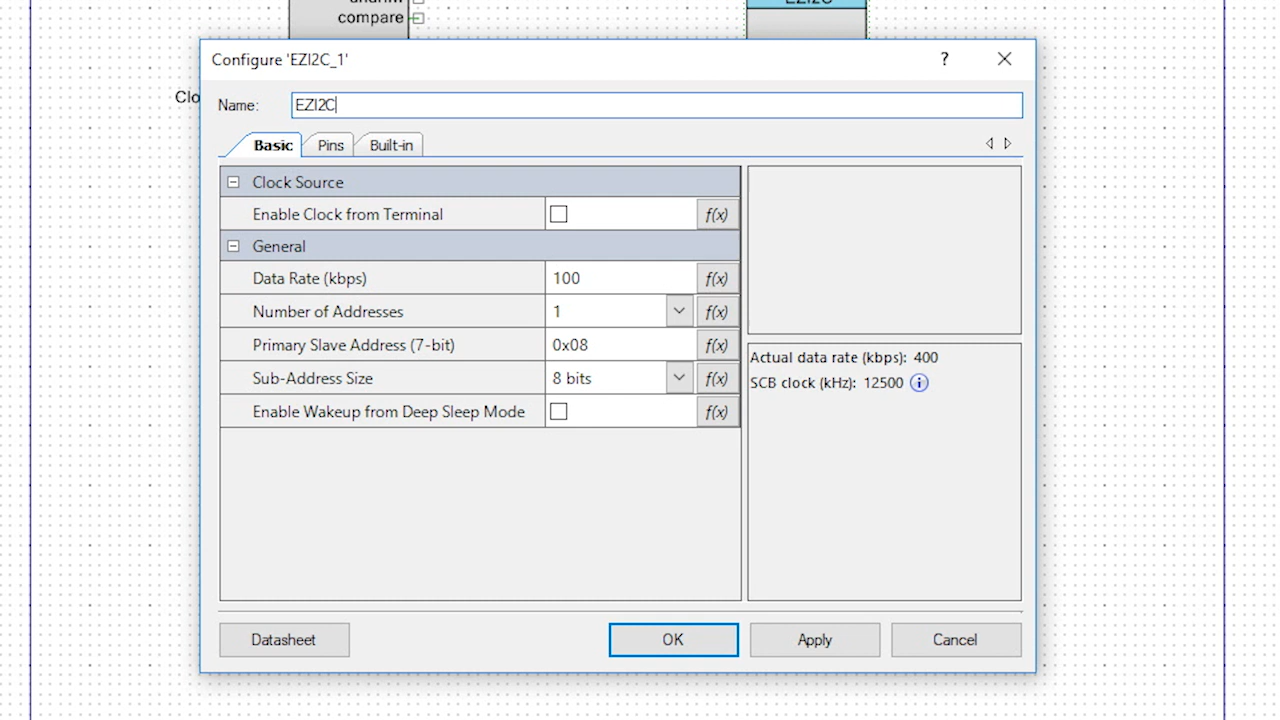 compare
EZI2C
Configure 'EZI2C_1'
?
Clo
Name: EZI2C
Basic Pins Built-in
Clock Source
Enable Clock from Terminal f(x)
General
Data Rate (kbps) 100 f(x)
Number of Addresses 1 f(x)
Primary Slave Address (7-bit) 0x08 f(x)
Sub-Address Size 8 bits f(x)
Enable Wakeup from Deep Sleep Mode f(x)
Actual data rate (kbps): 400
SCB clock (kHz): 12500
Datasheet OK Apply Cancel